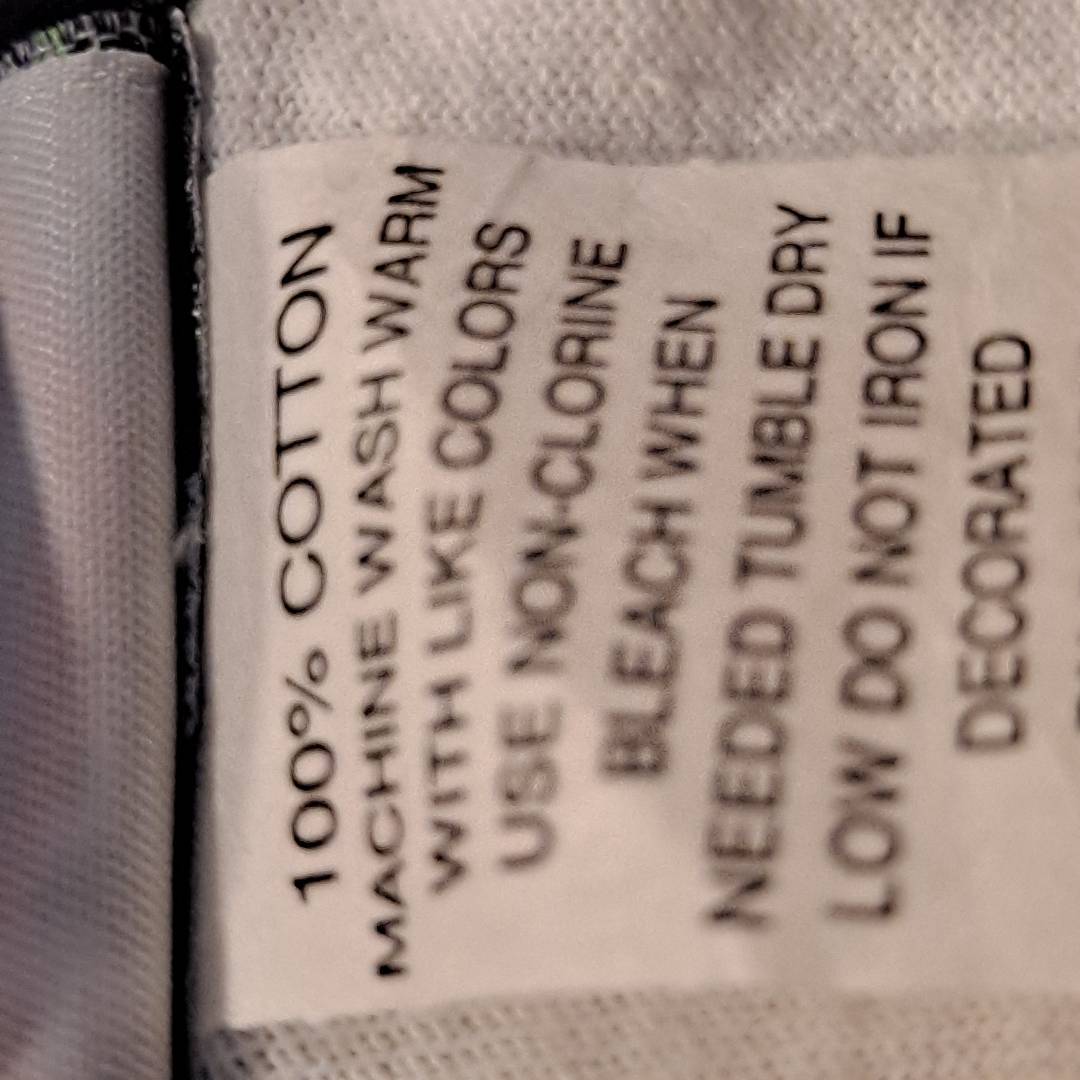 100% COTTON
MACHINE WASH WARM
WITH LIKE COLORS
USE NON-CLORINE
BLEACH WHEN
NEEDED TUMBLE DRY
LOW DO NOT IRON IF
DECORATED